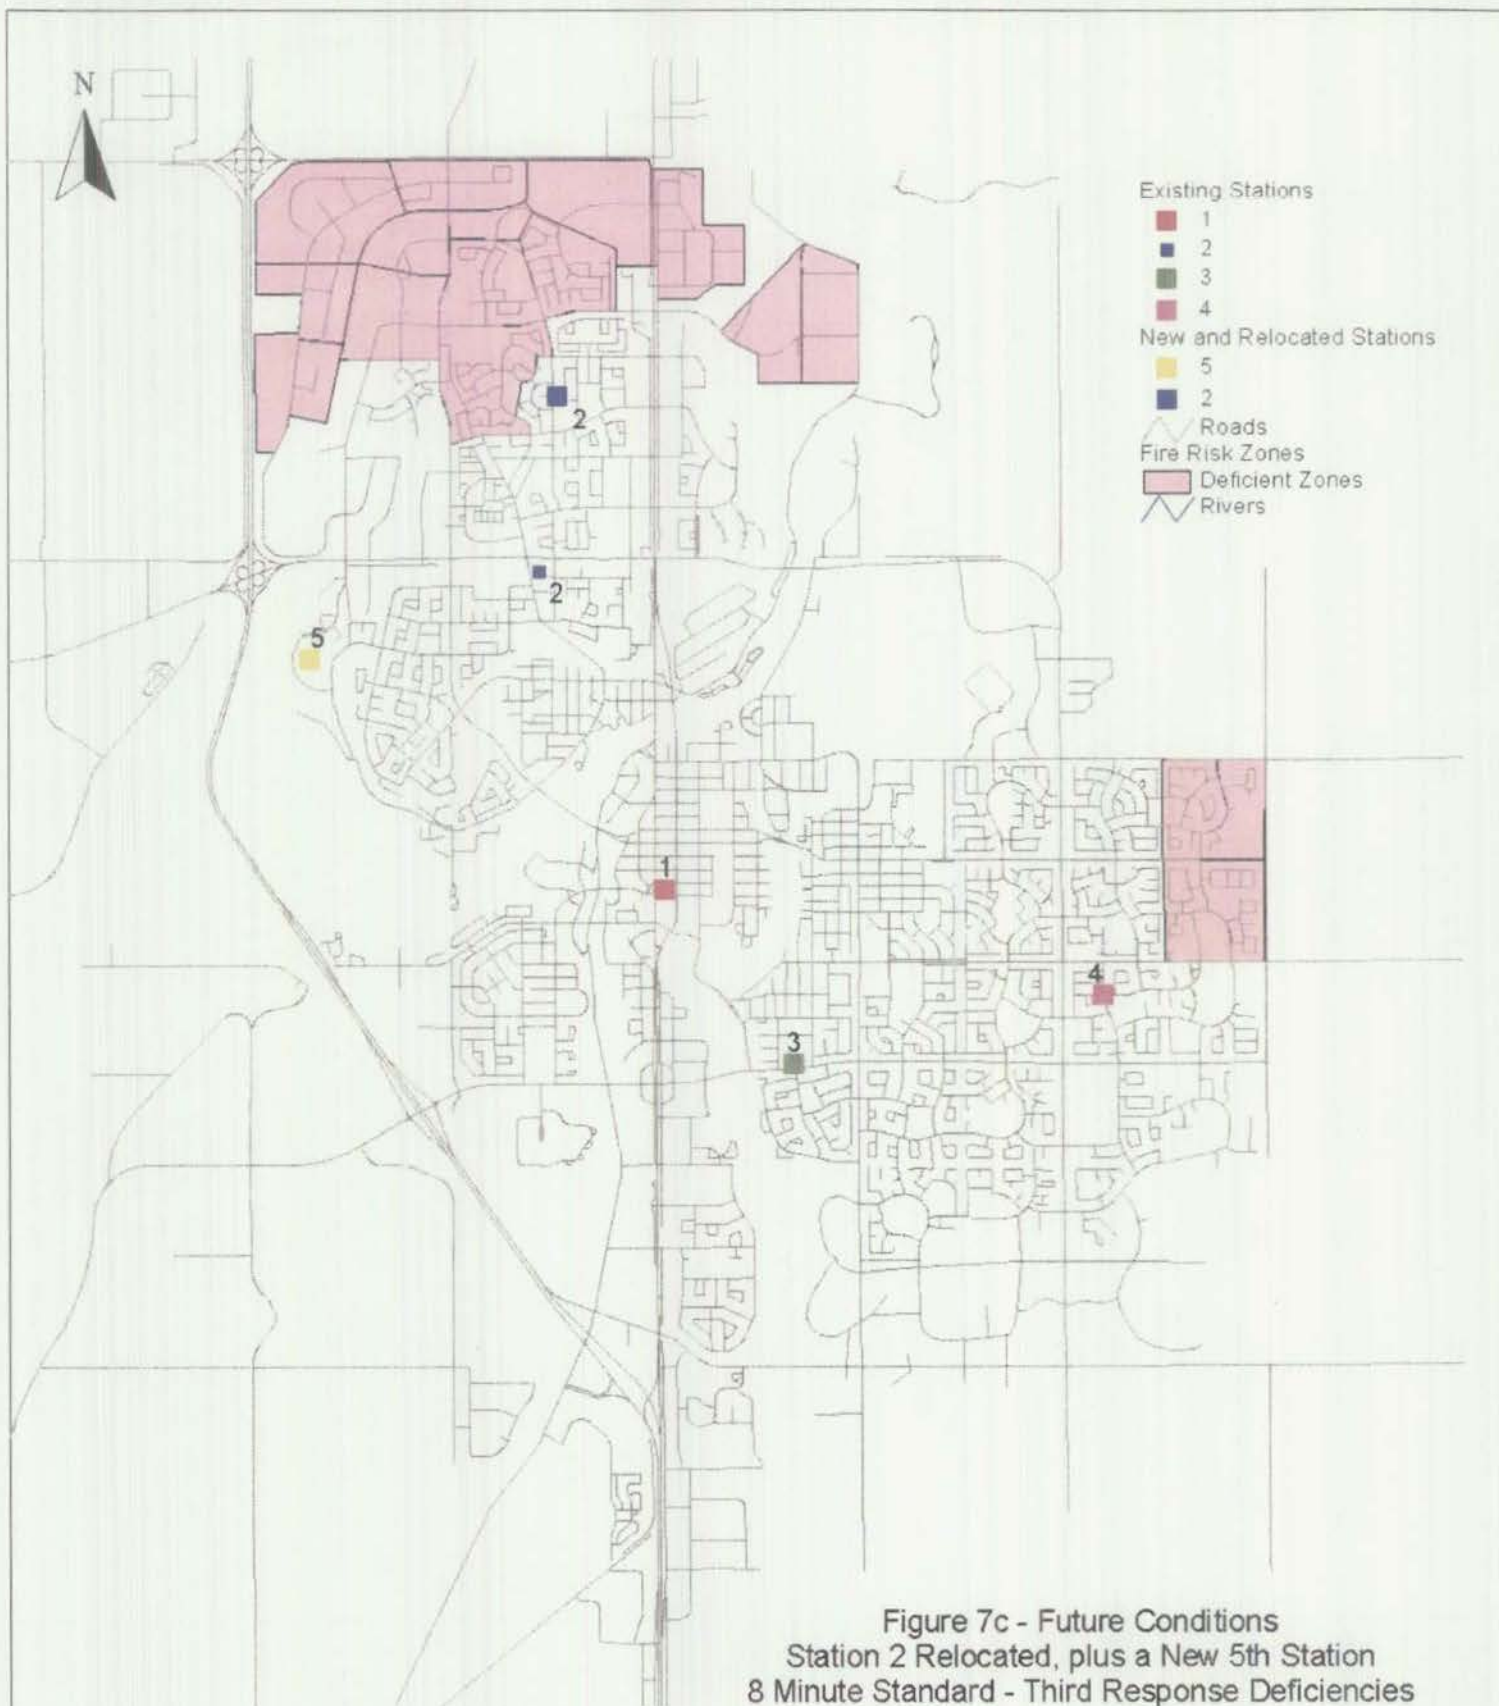 N
Existing Stations
1
2
3
4
New and Relocated Stations
5
2
Roads
Fire Risk Zones
Deficient Zones
Rivers
2
2
5
1
4
3
Figure 7c - Future Conditions
Station 2 Relocated, plus a New 5th Station
8 Minute Standard - Third Response Deficiencies